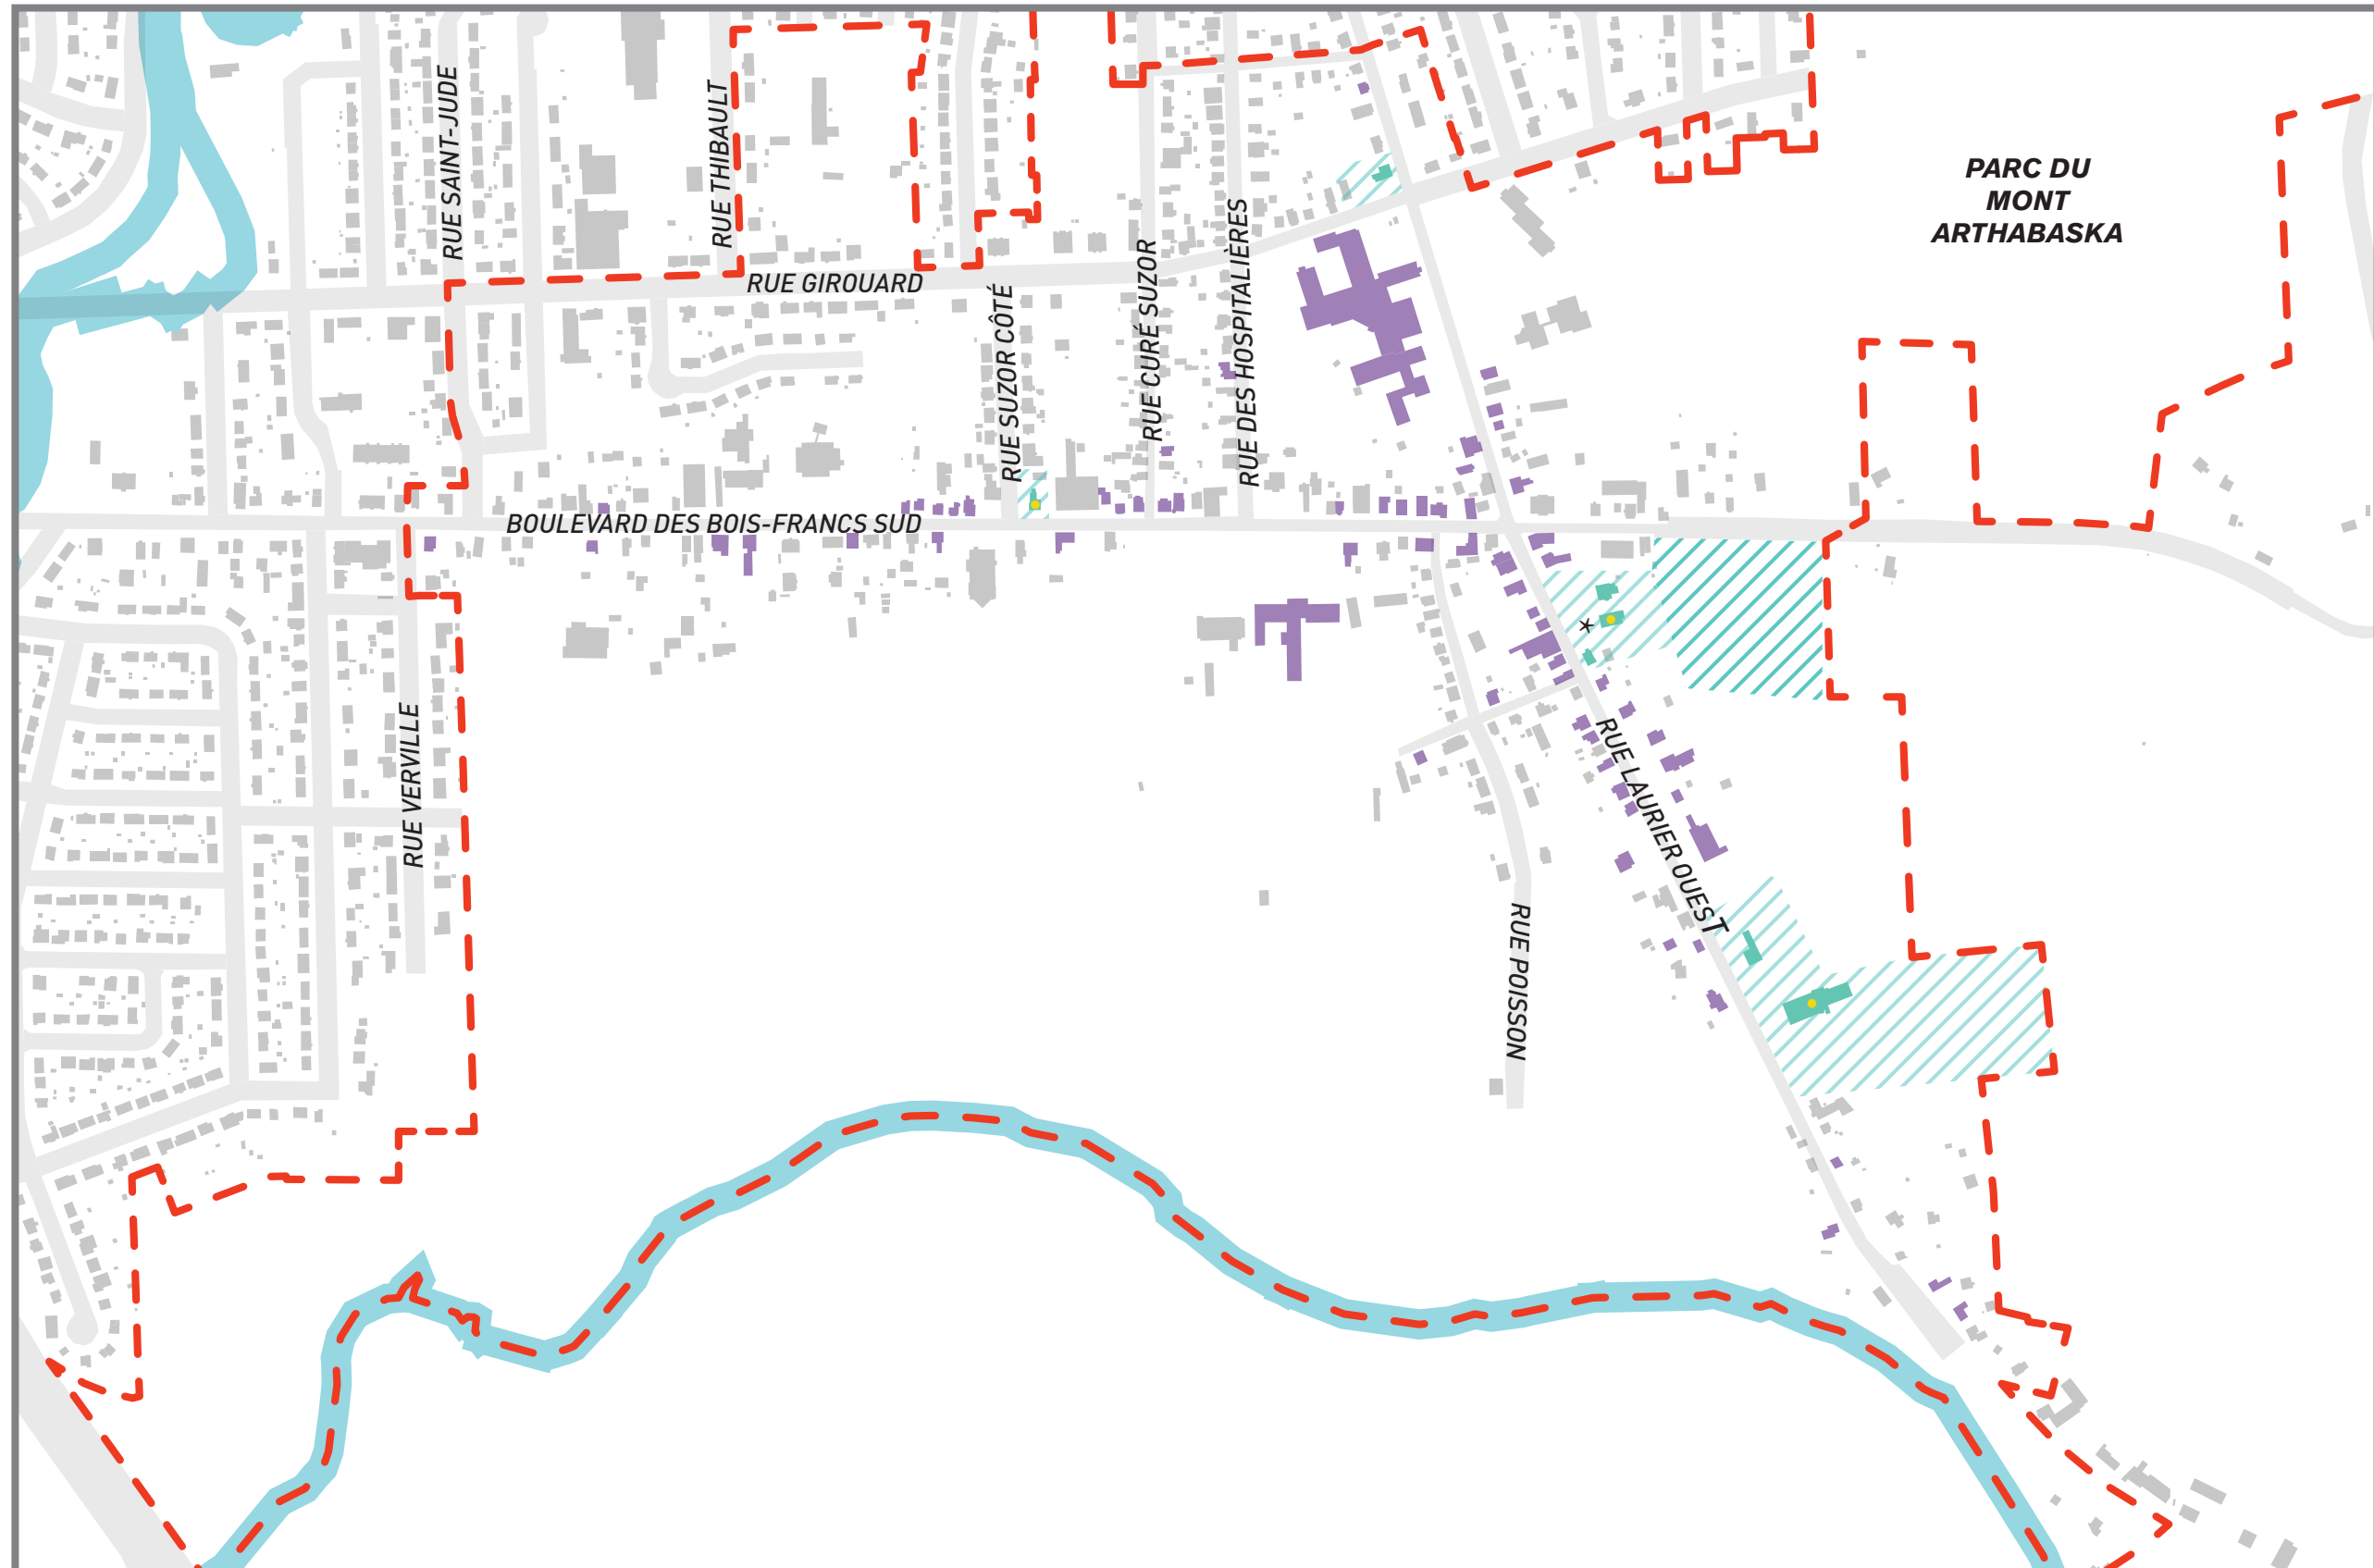 PARC DU
MONT
ARTHABASKA
RUE SAINT-JUDE
RUE THIBAULT
RUE GIROUARD
RUE SUZOR CÔTÉ
RUE CURÉ SUZOR
RUE DES HOSPITALIÈRES
BOULEVARD DES BOIS-FRANCS SUD
RUE VERVILLE
RUE LAURIER OUEST
RUE POISSON
*